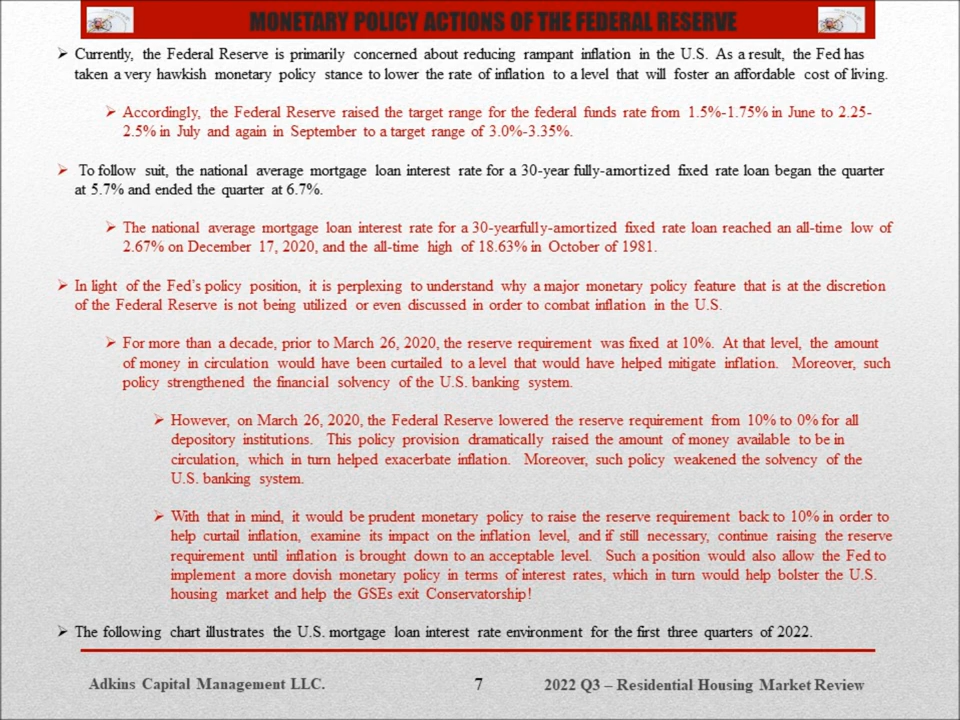 MONETARY POLICY ACTIONS OF THE FEDERAL RESERVE
➢ Currently, the Federal Reserve is primarily concerned about reducing rampant inflation in the U.S. As a result, the Fed has
taken a very hawkish monetary policy stance to lower the rate of inflation to a level that will foster an affordable cost of living.
➢ Accordingly, the Federal Reserve raised the target range for the federal funds rate from 1.5%-1.75% in June to 2.25-
2.5% in July and again in September to a target range of 3.0%-3.35%.
➢ To follow suit, the national average mortgage loan interest rate for a 30-year fully-amortized fixed rate loan began the quarter
at 5.7% and ended the quarter at 6.7%.
➢ The national average mortgage loan interest rate for a 30-yearfully-amortized fixed rate loan reached an all-time low of
2.67% on December 17, 2020, and the all-time high of 18.63% in October of 1981.
➢ In light of the Fed's policy position, it is perplexing to understand why a major monetary policy feature that is at the discretion
of the Federal Reserve is not being utilized or even discussed in order to combat inflation in the U.S.
➢ For more than a decade, prior to March 26, 2020, the reserve requirement was fixed at 10%. At that level, the amount
of money in circulation would have been curtailed to a level that would have helped mitigate inflation. Moreover, such
policy strengthened the financial solvency of the U.S. banking system.
➢ However, on March 26, 2020, the Federal Reserve lowered the reserve requirement from 10% to 0% for all
depository institutions. This policy provision dramatically raised the amount of money available to be in
circulation, which in turn helped exacerbate inflation. Moreover, such policy weakened the solvency of the
U.S. banking system.
➢ With that in mind, it would be prudent monetary policy to raise the reserve requirement back to 10% in order to
help curtail inflation, examine its impact on the inflation level, and if still necessary, continue raising the reserve
requirement until inflation is brought down to an acceptable level. Such a position would also allow the Fed to
implement a more dovish monetary policy in terms of interest rates, which in turn would help bolster the U.S.
housing market and help the GSEs exit Conservatorship!
➢ The following chart illustrates the U.S. mortgage loan interest rate environment for the first three quarters of 2022.
Adkins Capital Management LLC. 7 2022 Q3 – Residential Housing Market Review